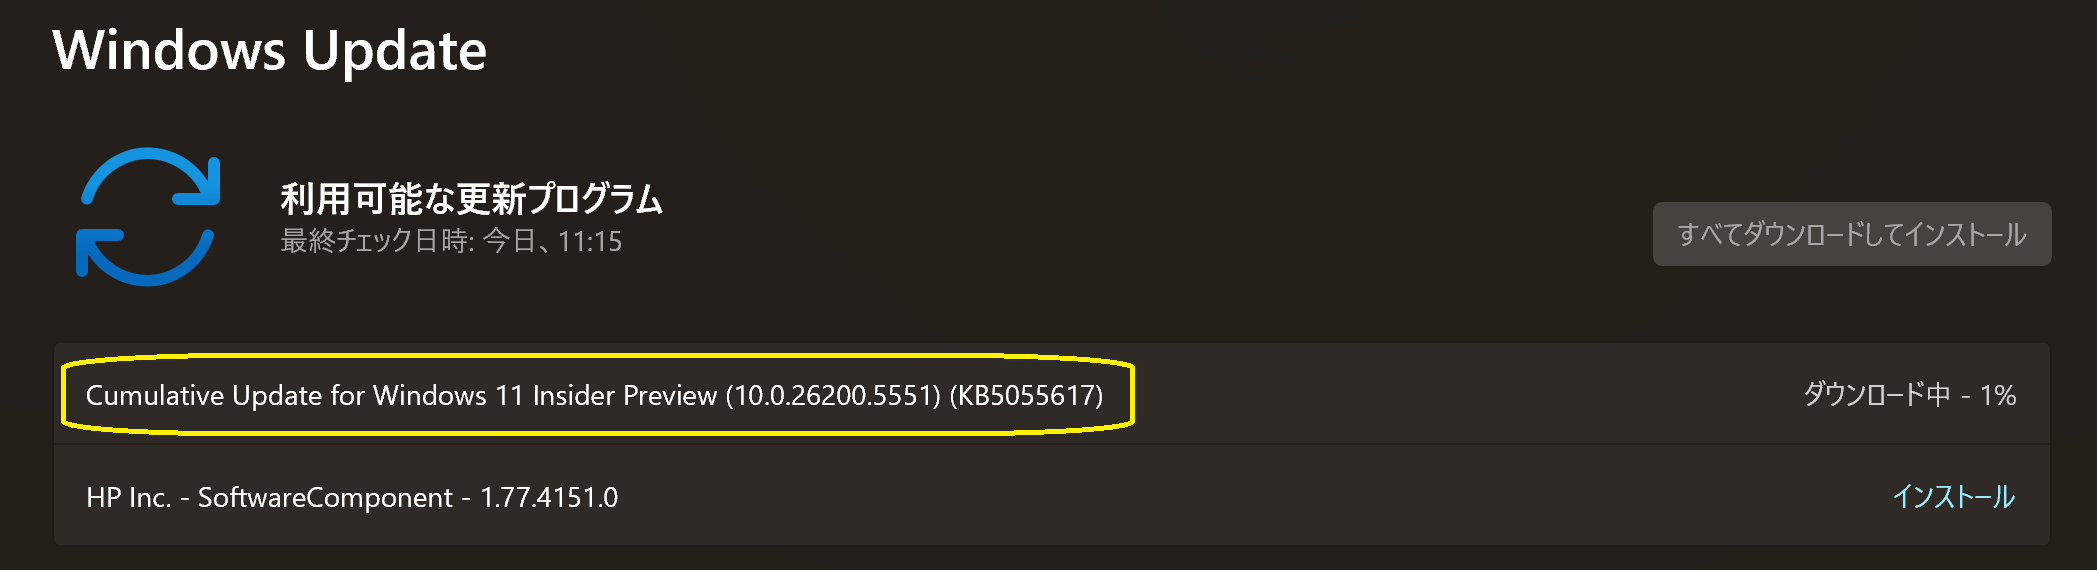 Windows Update
利用可能な更新プログラム
最終チェック日時: 今日、11:15
すべてダウンロードしてインストール
Cumulative Update for Windows 11 Insider Preview (10.0.26200.5551) (KB5055617)
ダウンロード中 - 1%
HP Inc. - SoftwareComponent - 1.77.4151.0
インストール